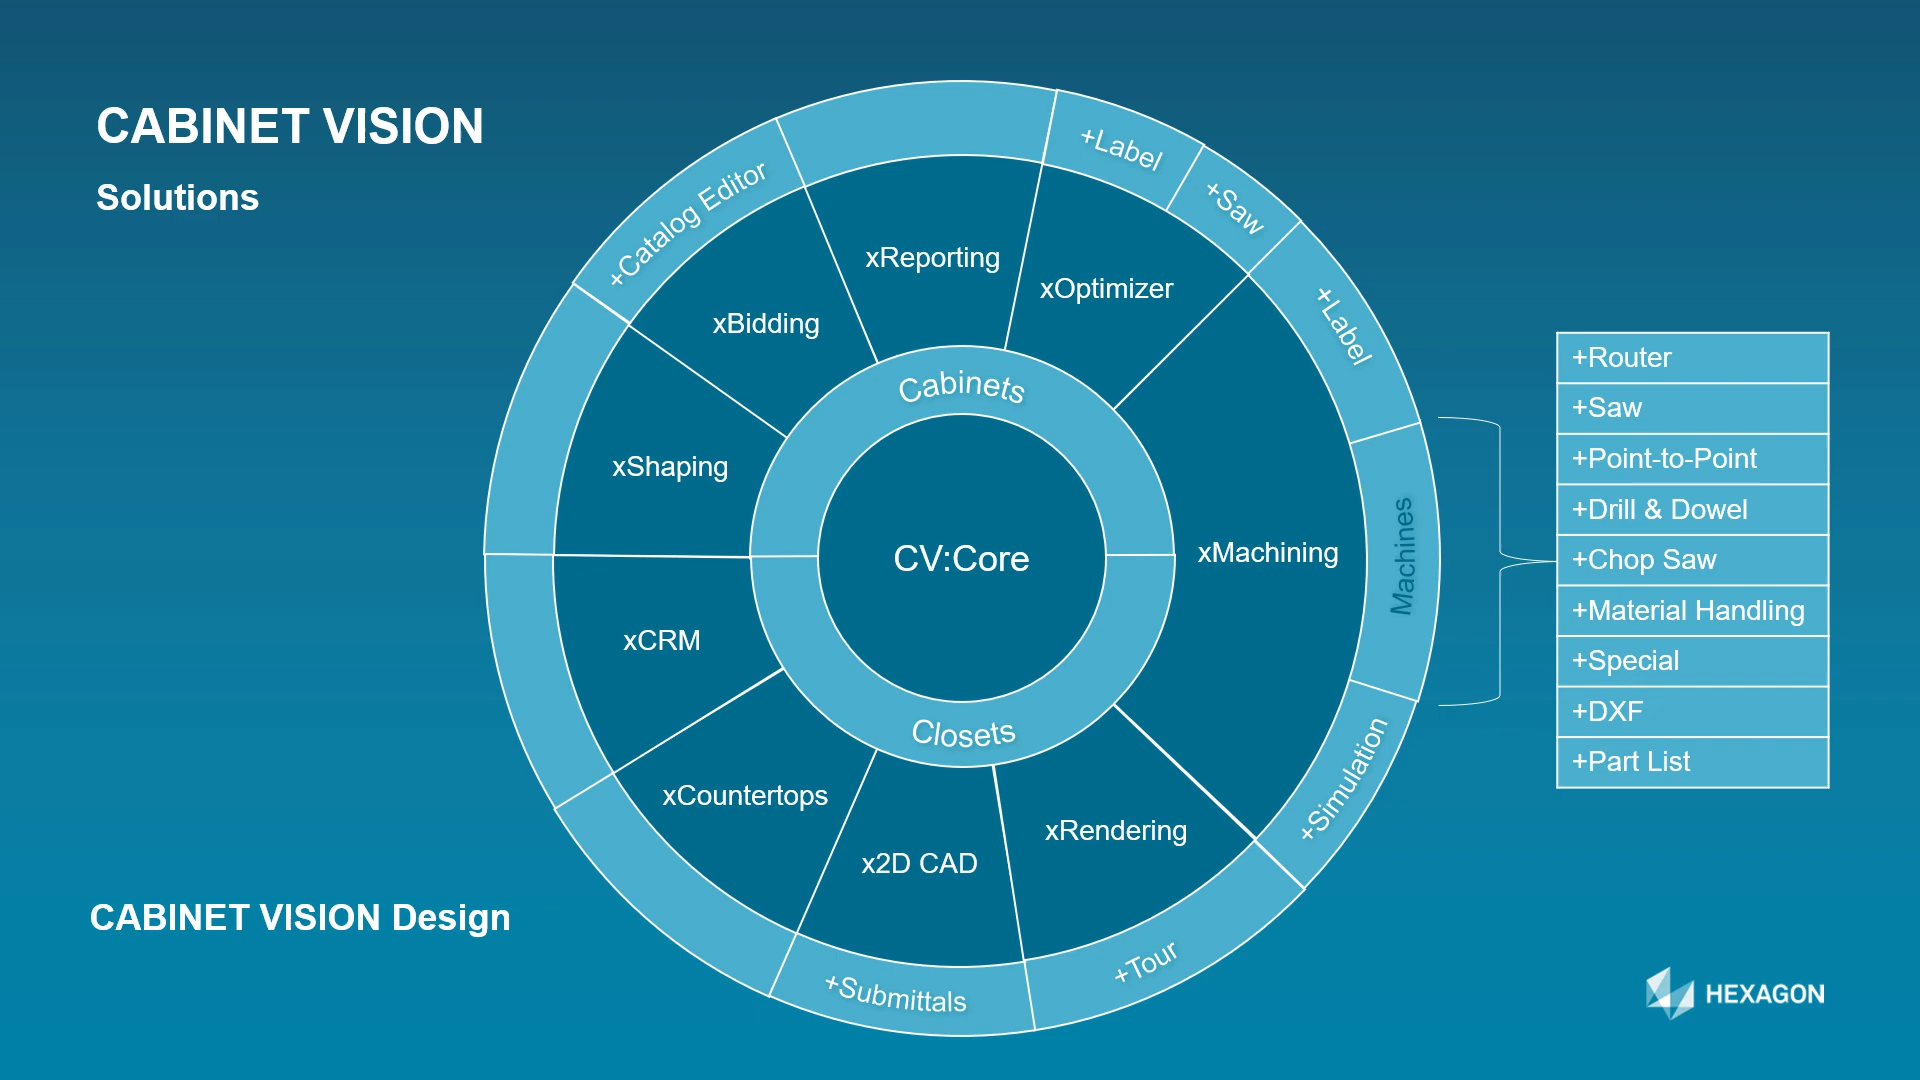 CABINET VISION
Solutions
+Catalog Editor
+Label
+Saw
+Label
Machines
+Simulation
+Tour
+Submittals
xReporting
xOptimizer
xBidding
xShaping
xMachining
xCRM
xCountertops
x2D CAD
xRendering
Cabinets
CV:Core
Closets
+Router
+Saw
+Point-to-Point
+Drill & Dowel
+Chop Saw
+Material Handling
+Special
+DXF
+Part List
CABINET VISION Design
HEXAGON